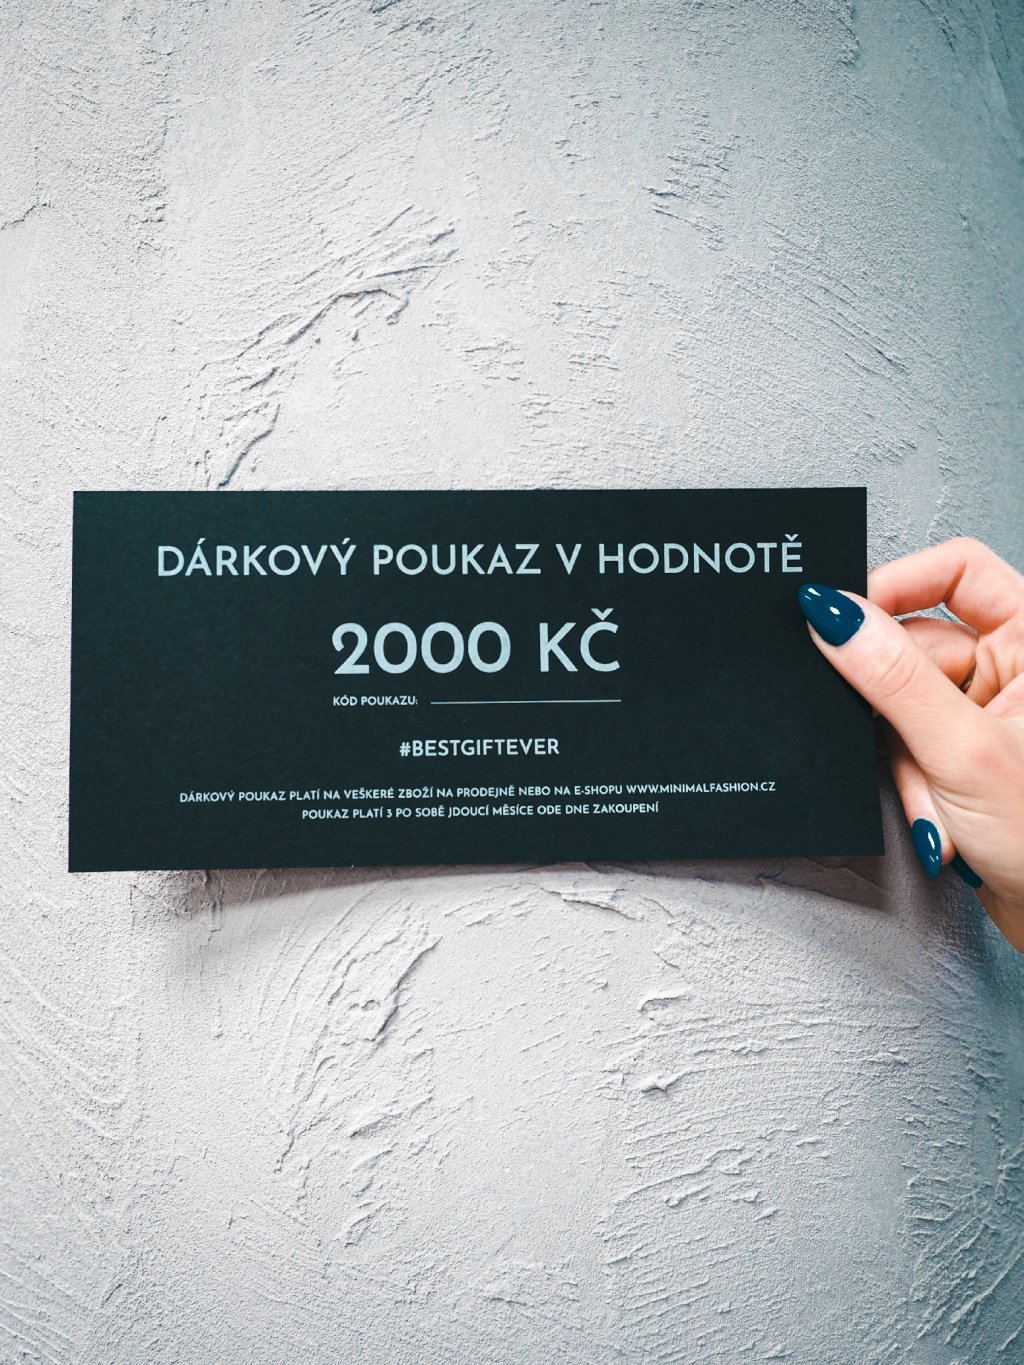 DÁRKOVÝ POUKAZ V HODNOTĚ
2000 KČ
KÓD POUKAZU:
#BESTGIFTEVER
DÁRKOVÝ POUKAZ PLATÍ NA VEŠKERÉ ZBOŽÍ NA PRODEJNĚ NEBO NA E-SHOPU WWW.MINIMALFASHION.CZ
POUKAZ PLATÍ 3 PO SOBĚ JDOUCÍ MĚSÍCE ODE DNE ZAKOUPENÍ